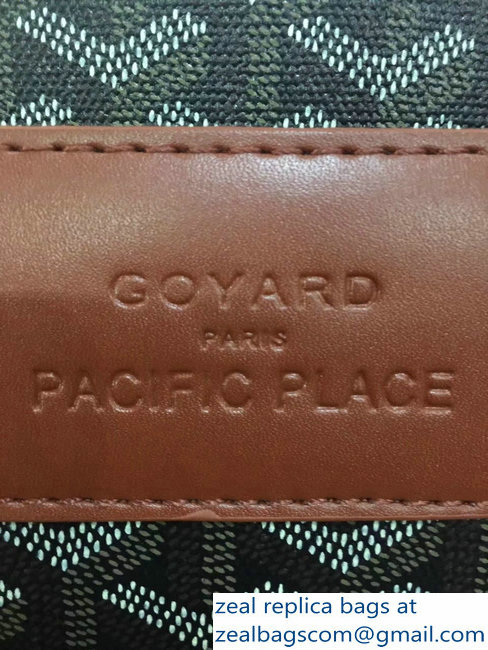 GOYARD
PARIS
PACIFIC PLACE
zeal replica bags at
zealbagscom@gmail.com